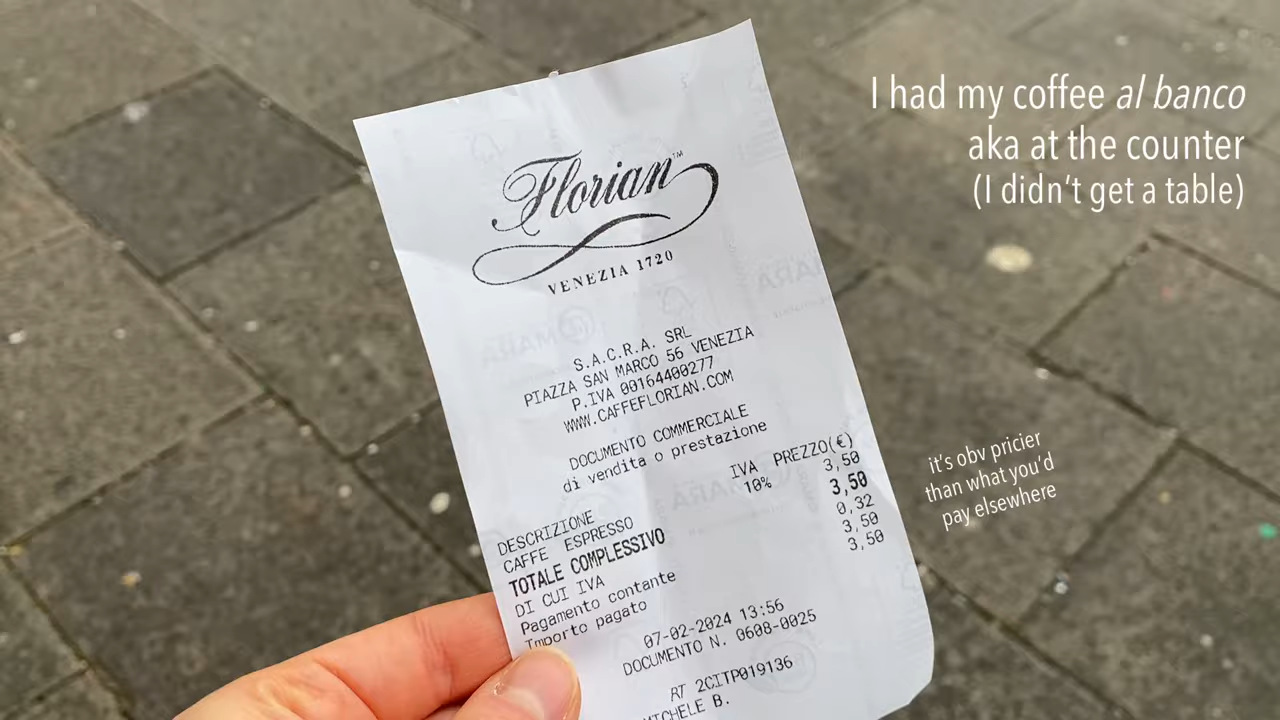 I had my coffee al banco
aka at the counter
(I didn't get a table)
Florian™
VENEZIA 1720
S.A.C.R.A. SRL
PIAZZA SAN MARCO 56 VENEZIA
P.IVA 00164400277
WWW.CAFFEFLORIAN.COM
DOCUMENTO COMMERCIALE
di vendita o prestazione
DESCRIZIONE IVA PREZZO(€)
CAFFE ESPRESSO 10% 3,50
TOTALE COMPLESSIVO 3,50
DI CUI IVA 0,32
Pagamento contante 3,50
Importo pagato 3,50
07-02-2024 13:56
DOCUMENTO N. 0608-0025
RT 2CITP019136
MICHELE B.
it's obv pricier
than what you'd
pay elsewhere